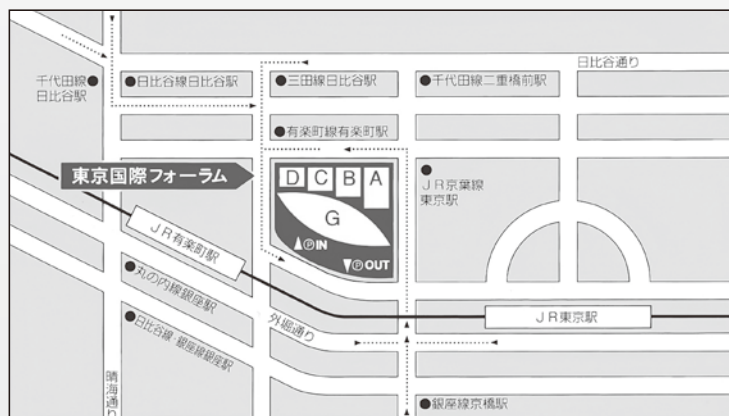 日比谷通り
千代田線
日比谷駅
日比谷線日比谷駅
三田線日比谷駅
千代田線二重橋前駅
有楽町線有楽町駅
東京国際フォーラム
D C B A
G
Ⓟ IN
Ⓟ OUT
JR京葉線
東京駅
JR有楽町駅
丸の内線銀座駅
日比谷線・銀座線銀座駅
外堀通り
JR東京駅
晴海通り
銀座線京橋駅